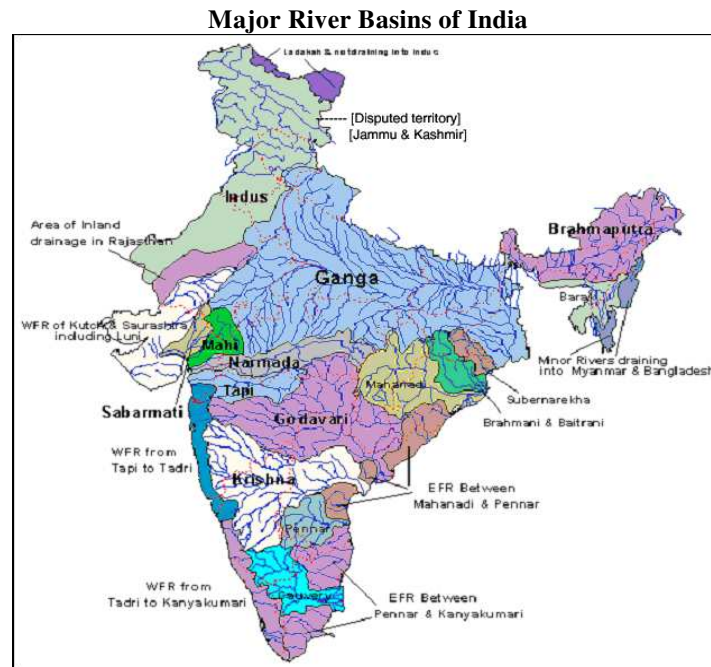 Major River Basins of India
Ladakah & not draining into Indus
[Disputed territory]
[Jammu & Kashmir]
Indus
Area of Inland
drainage in Rajasthan
Brahmaputta
Ganga
Barak
WFR of Kutch & Saurashtra
including Luni
Mahi
Minor Rivers draining
into Myanmar & Bangladesh
Narmada
Mahanadi
Tapi
Subernarekha
Sabarmati
Godavari
Brahmani & Baitrani
WFR from
Tapi to Tadri
Krishna
EFR Between
Mahanadi & Pennar
Pennar
WFR from
Tadri to Kanyakumari
Cauvery
EFR Between
Pennar & Kanyakumari